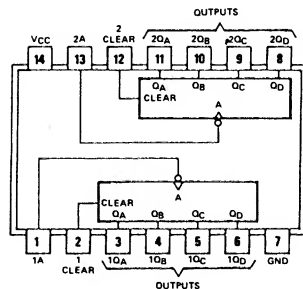 OUTPUTS
VCC 2A 2 CLEAR 2QA 2QB 2QC 2QD
14 13 12 11 10 9 8
QA QB QC QD
CLEAR
A
A
CLEAR
QA QB QC QD
1 2 3 4 5 6 7
1A 1 CLEAR 1QA 1QB 1QC 1QD GND
OUTPUTS